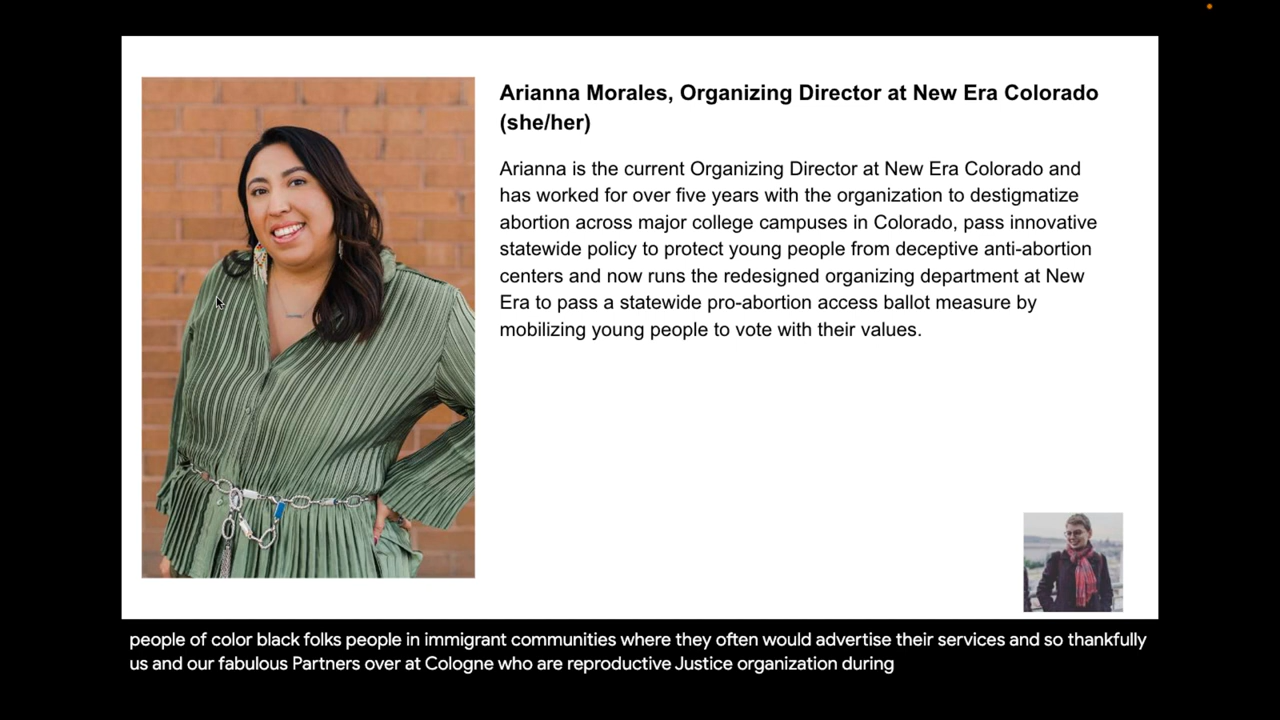 Arianna Morales, Organizing Director at New Era Colorado
(she/her)
Arianna is the current Organizing Director at New Era Colorado and
has worked for over five years with the organization to destigmatize
abortion across major college campuses in Colorado, pass innovative
statewide policy to protect young people from deceptive anti-abortion
centers and now runs the redesigned organizing department at New
Era to pass a statewide pro-abortion access ballot measure by
mobilizing young people to vote with their values.
people of color black folks people in immigrant communities where they often would advertise their services and so thankfully
us and our fabulous Partners over at Cologne who are reproductive Justice organization during